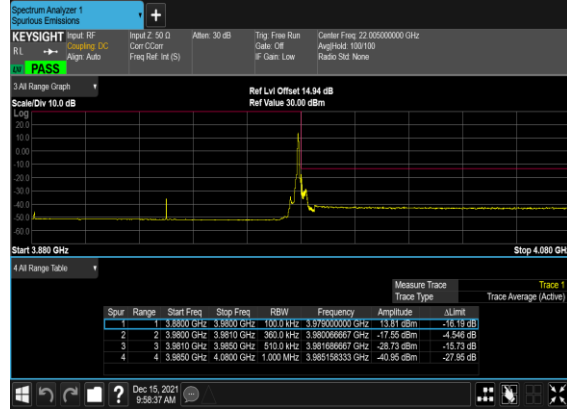 Spectrum Analyzer 1
Spurious Emissions
KEYSIGHT Input: RF Input Z: 50 Ω Atten: 30 dB Trig: Free Run Center Freq: 22.005000000 GHz
RL Coupling: DC Corr CCorr Gate: Off Avg|Hold: 100/100
Align: Auto Freq Ref: Int (S) IF Gain: Low Radio Std: None
PASS
3 All Range Graph
Ref Lvl Offset 14.94 dB
Scale/Div 10.0 dB Ref Value 30.00 dBm
Log
20.0
10.0
0.00
-10.0
-20.0
-30.0
-40.0
-50.0
-60.0
Start 3.880 GHz Stop 4.080 GHz
4 All Range Table
Measure Trace Trace 1
Trace Type Trace Average (Active)
Spur Range Start Freq Stop Freq RBW Frequency Amplitude ΔLimit
1 1 3.8800 GHz 3.9800 GHz 100.0 kHz 3.979000000 GHz 13.81 dBm -16.19 dB
2 2 3.9800 GHz 3.9810 GHz 360.0 kHz 3.980066667 GHz -17.55 dBm -4.546 dB
3 3 3.9810 GHz 3.9850 GHz 510.0 kHz 3.981686667 GHz -28.73 dBm -15.73 dB
4 4 3.9850 GHz 4.0800 GHz 1.000 MHz 3.985158333 GHz -40.95 dBm -27.95 dB
Dec 15, 2021
9:58:37 AM